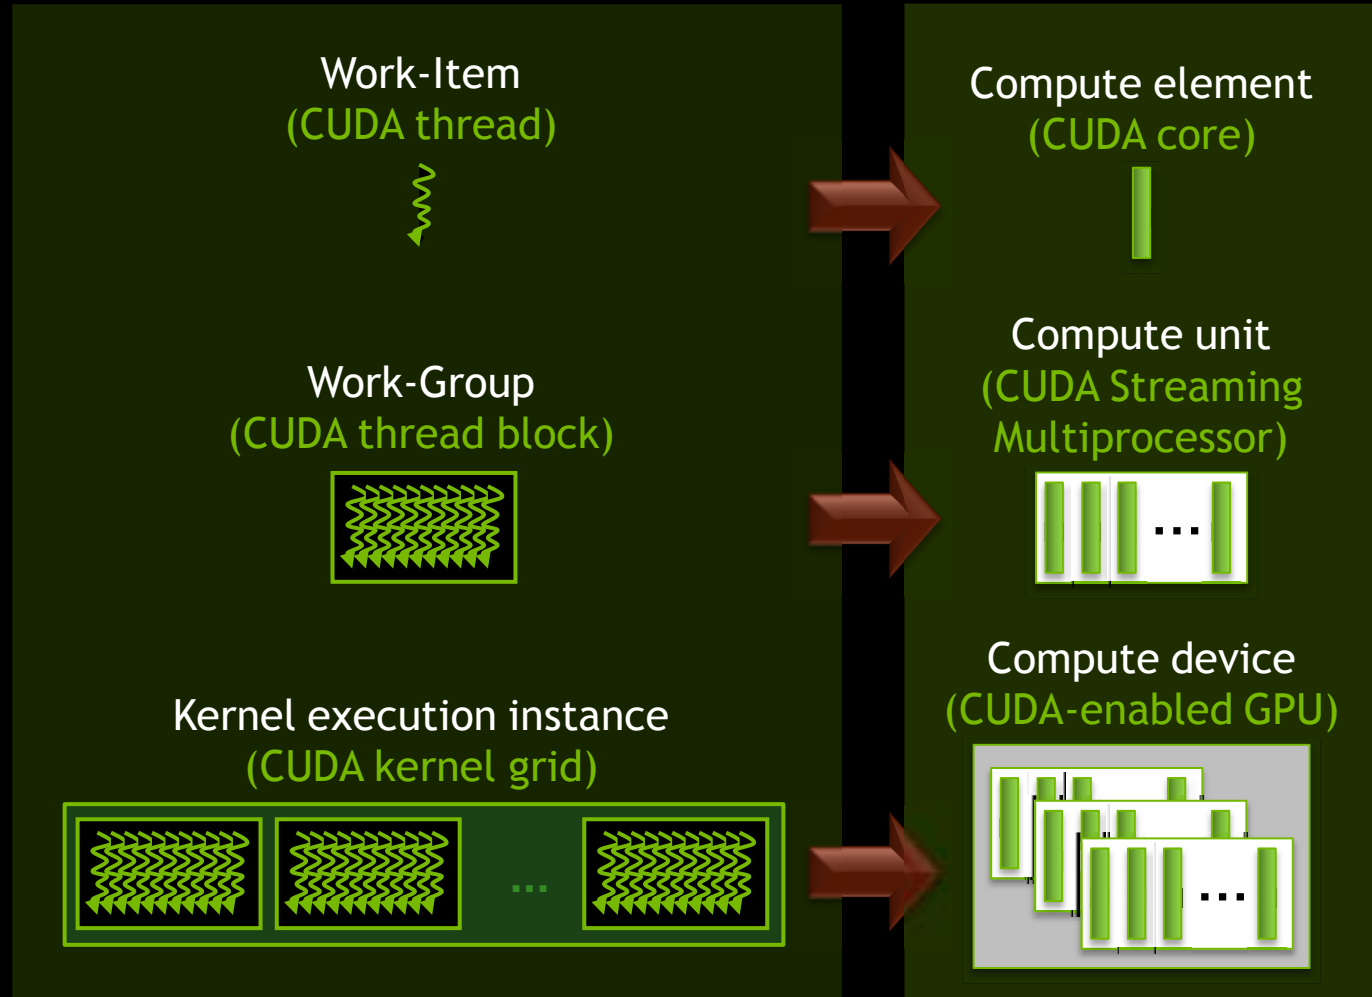 Work-Item
(CUDA thread)
Compute element
(CUDA core)
Work-Group
(CUDA thread block)
Compute unit
(CUDA Streaming
Multiprocessor)
...
Kernel execution instance
(CUDA kernel grid)
...
Compute device
(CUDA-enabled GPU)
...